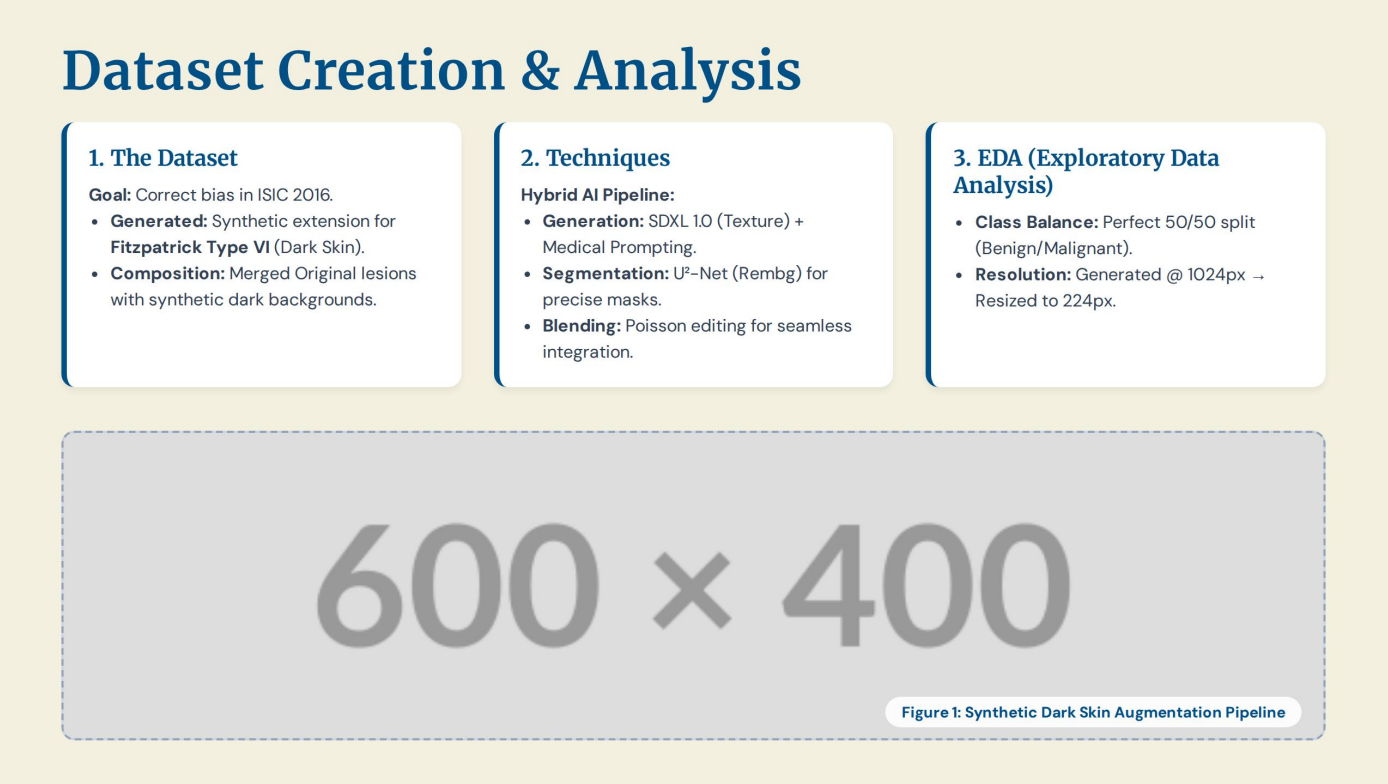 Dataset Creation & Analysis
1. The Dataset
Goal: Correct bias in ISIC 2016.
• Generated: Synthetic extension for
Fitzpatrick Type VI (Dark Skin).
• Composition: Merged Original lesions
with synthetic dark backgrounds.
2. Techniques
Hybrid AI Pipeline:
• Generation: SDXL 1.0 (Texture) +
Medical Prompting.
• Segmentation: U²-Net (Rembg) for
precise masks.
• Blending: Poisson editing for seamless
integration.
3. EDA (Exploratory Data
Analysis)
• Class Balance: Perfect 50/50 split
(Benign/Malignant).
• Resolution: Generated @ 1024px →
Resized to 224px.
600 × 400
Figure 1: Synthetic Dark Skin Augmentation Pipeline